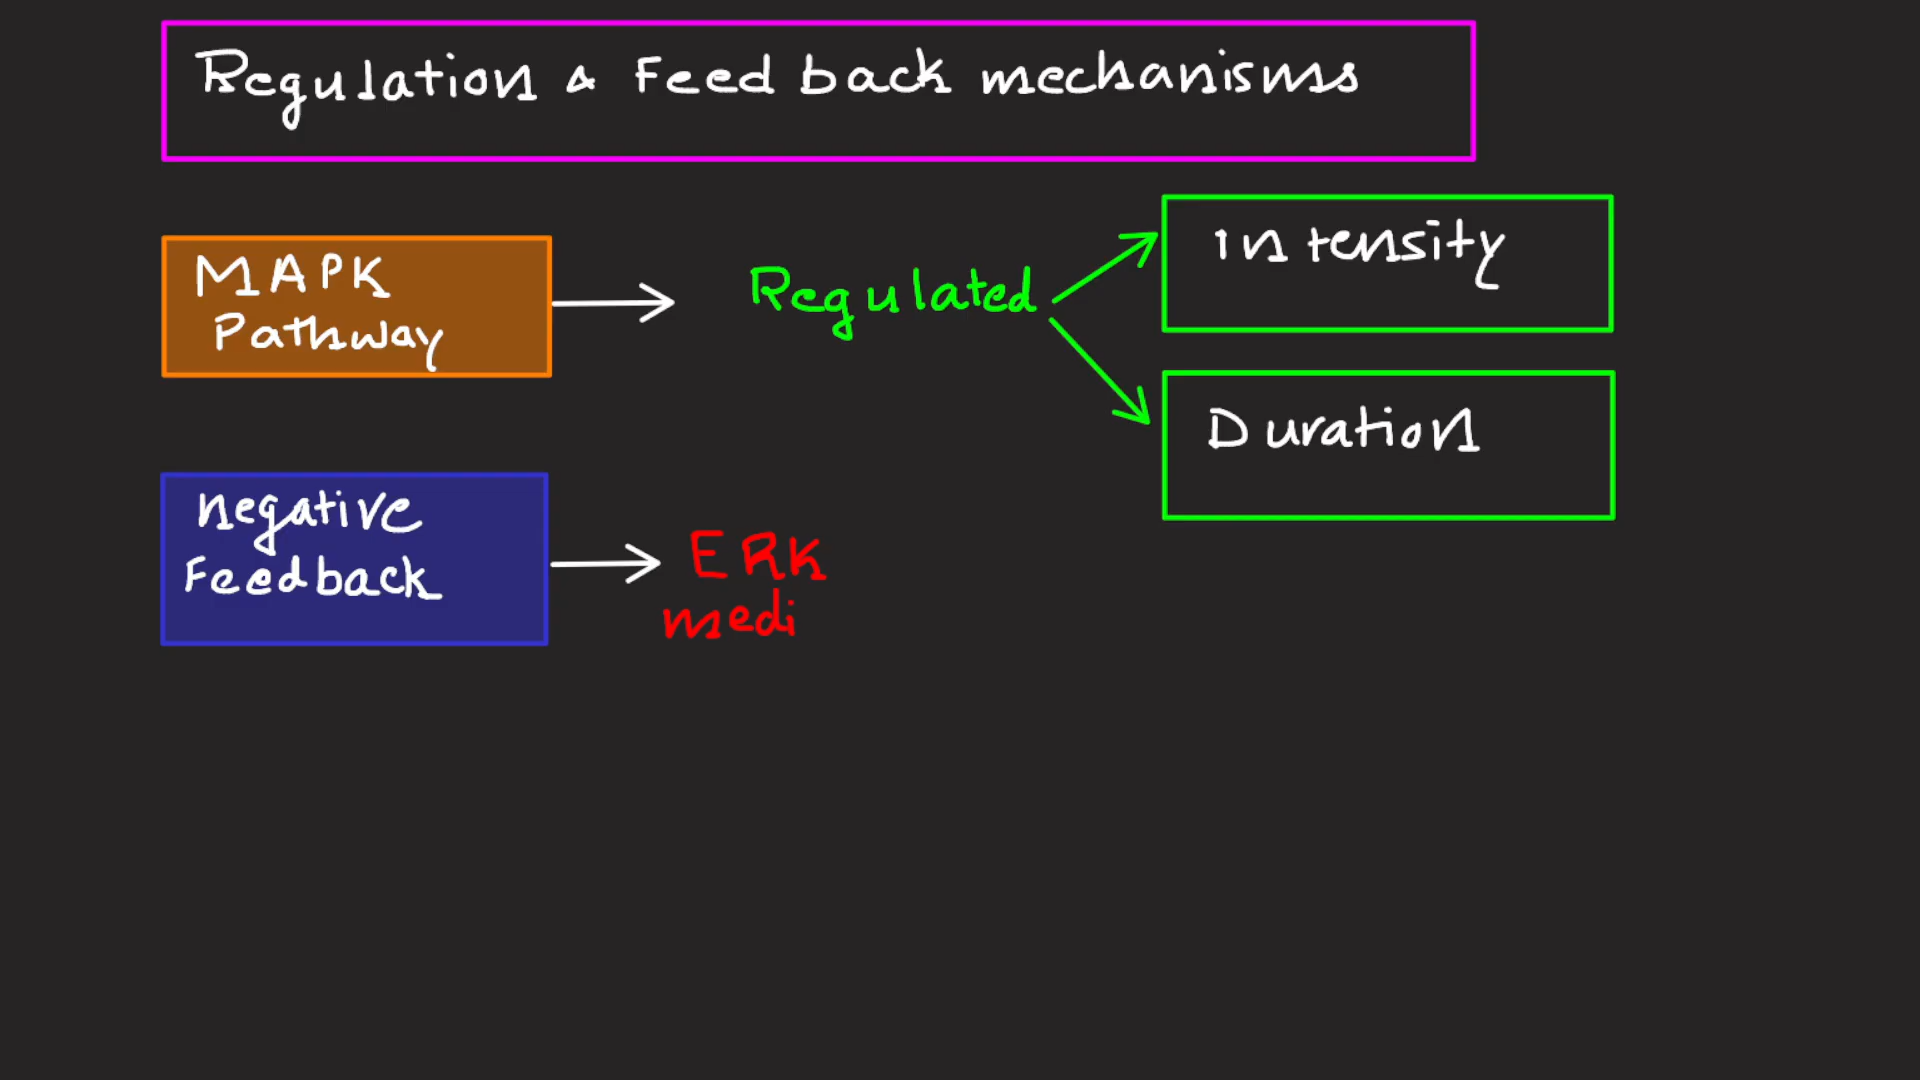 Regulation & Feed back mechanisms
MAPK
Pathway
Regulated
Intensity
Duration
negative
Feedback
ERK
medi